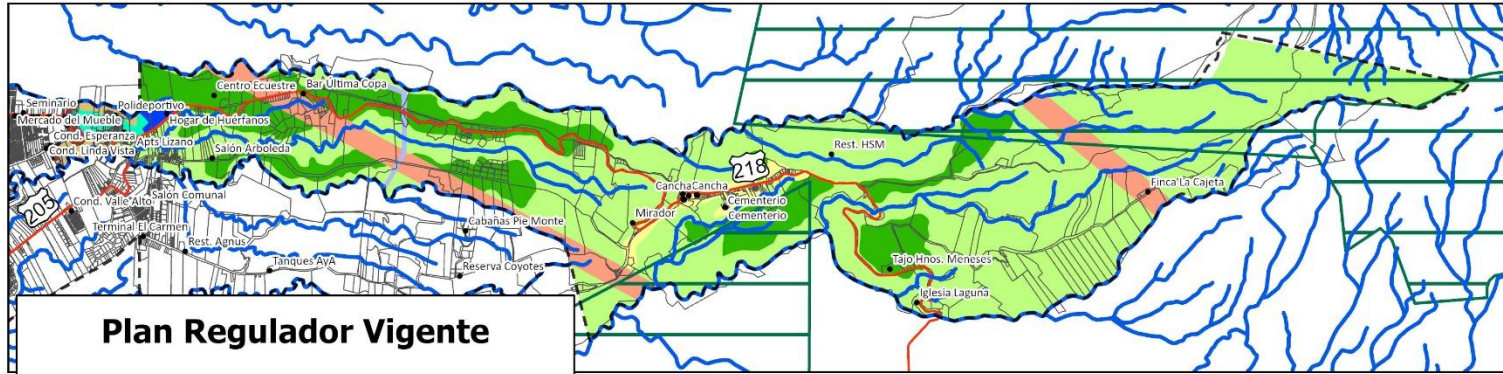 Centro Ecuestre
Bar Última Copa
Seminario
Polideportivo
Mercado del Mueble
Hogar de Huérfanos
Cond. Esperanza
Apts Lizano
Cond. Linda Vista
Salón Arboleda
Rest. HSM
218
Cancha
Cancha
Finca La Cajeta
Salón Comunal
205
Cond. Valle Alto
Cementerio
Mirador
Cementerio
Cabañas Pie Monte
Terminal El Carmen
Rest. Agnus
Tanques AyA
Reserva Coyotes
Tajo Hnos. Meneses
Iglesia Laguna
Plan Regulador Vigente